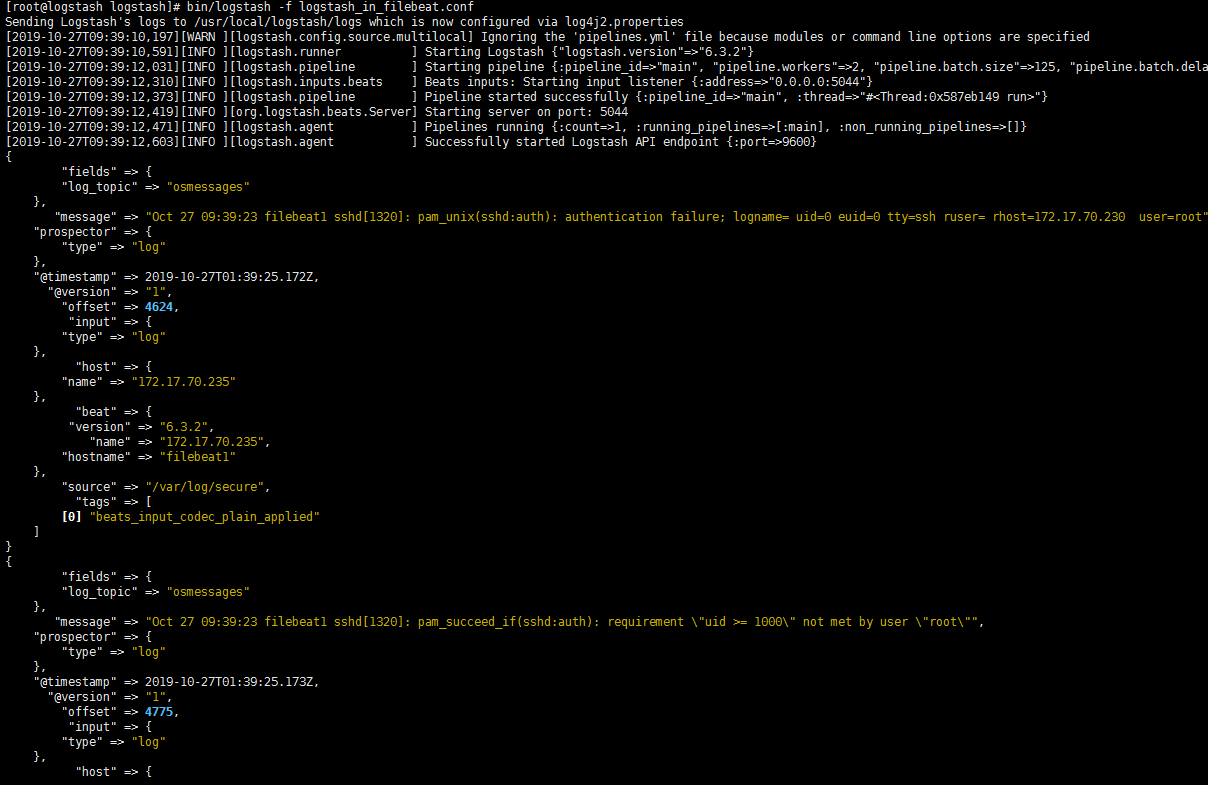 [root@logstash logstash]# bin/logstash -f logstash_in_filebeat.conf
Sending Logstash's logs to /usr/local/logstash/logs which is now configured via log4j2.properties
[2019-10-27T09:39:10,197][WARN ][logstash.config.source.multilocal] Ignoring the 'pipelines.yml' file because modules or command line options are specified
[2019-10-27T09:39:10,591][INFO ][logstash.runner          ] Starting Logstash {"logstash.version"=>"6.3.2"}
[2019-10-27T09:39:12,031][INFO ][logstash.pipeline        ] Starting pipeline {:pipeline_id=>"main", "pipeline.workers"=>2, "pipeline.batch.size"=>125, "pipeline.batch.dela
[2019-10-27T09:39:12,310][INFO ][logstash.inputs.beats    ] Beats inputs: Starting input listener {:address=>"0.0.0.0:5044"}
[2019-10-27T09:39:12,373][INFO ][logstash.pipeline        ] Pipeline started successfully {:pipeline_id=>"main", :thread=>"#<Thread:0x587eb149 run>"}
[2019-10-27T09:39:12,419][INFO ][org.logstash.beats.Server] Starting server on port: 5044
[2019-10-27T09:39:12,471][INFO ][logstash.agent           ] Pipelines running {:count=>1, :running_pipelines=>[:main], :non_running_pipelines=>[]}
[2019-10-27T09:39:12,603][INFO ][logstash.agent           ] Successfully started Logstash API endpoint {:port=>9600}
{
        "fields" => {
        "log_topic" => "osmessages"
    },
       "message" => "Oct 27 09:39:23 filebeat1 sshd[1320]: pam_unix(sshd:auth): authentication failure; logname= uid=0 euid=0 tty=ssh ruser= rhost=172.17.70.230  user=root"
    "prospector" => {
        "type" => "log"
    },
    "@timestamp" => 2019-10-27T01:39:25.172Z,
      "@version" => "1",
        "offset" => 4624,
         "input" => {
        "type" => "log"
    },
          "host" => {
        "name" => "172.17.70.235"
    },
          "beat" => {
         "version" => "6.3.2",
            "name" => "172.17.70.235",
        "hostname" => "filebeat1"
    },
        "source" => "/var/log/secure",
          "tags" => [
        [0] "beats_input_codec_plain_applied"
    ]
}
{
        "fields" => {
        "log_topic" => "osmessages"
    },
       "message" => "Oct 27 09:39:23 filebeat1 sshd[1320]: pam_succeed_if(sshd:auth): requirement \"uid >= 1000\" not met by user \"root\"",
    "prospector" => {
        "type" => "log"
    },
    "@timestamp" => 2019-10-27T01:39:25.173Z,
      "@version" => "1",
        "offset" => 4775,
         "input" => {
        "type" => "log"
    },
          "host" => {